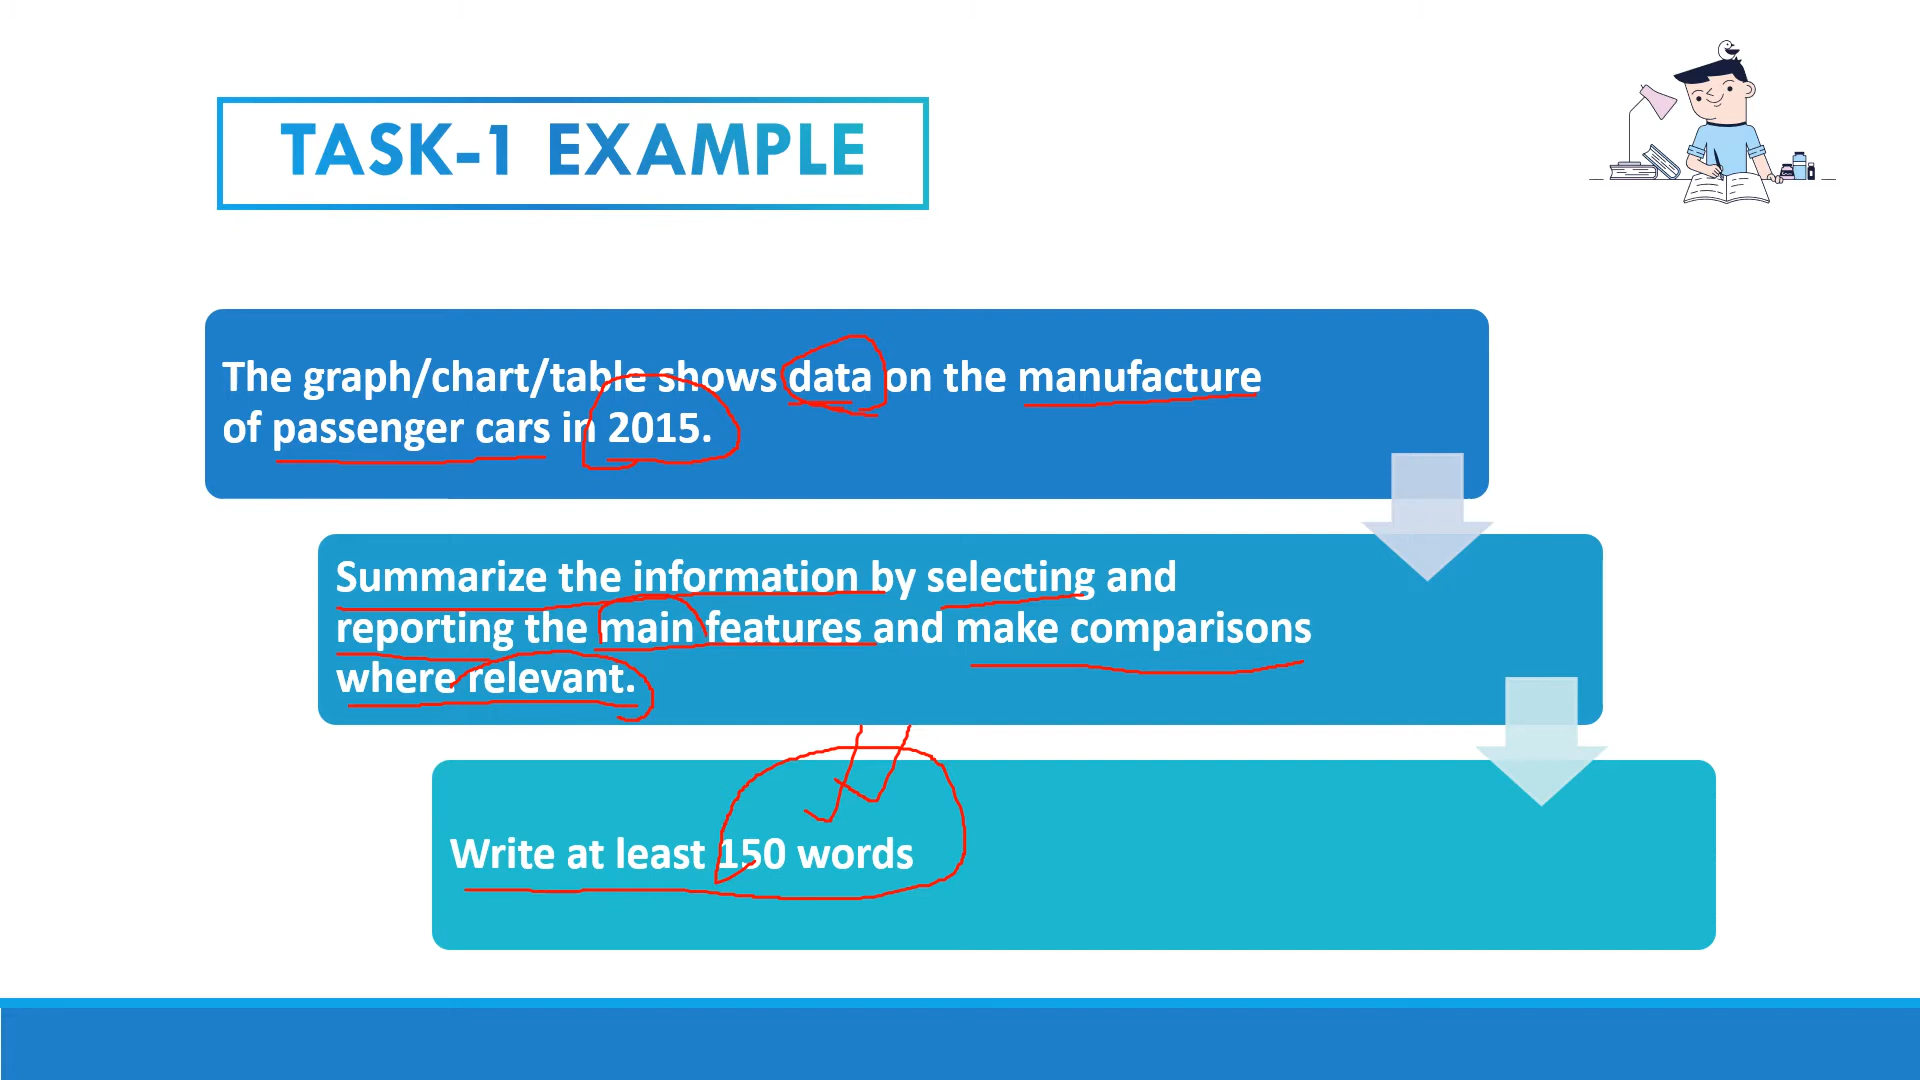 TASK-1 EXAMPLE
The graph/chart/table shows data on the manufacture
of passenger cars in 2015.
Summarize the information by selecting and
reporting the main features and make comparisons
where relevant.
Write at least 150 words